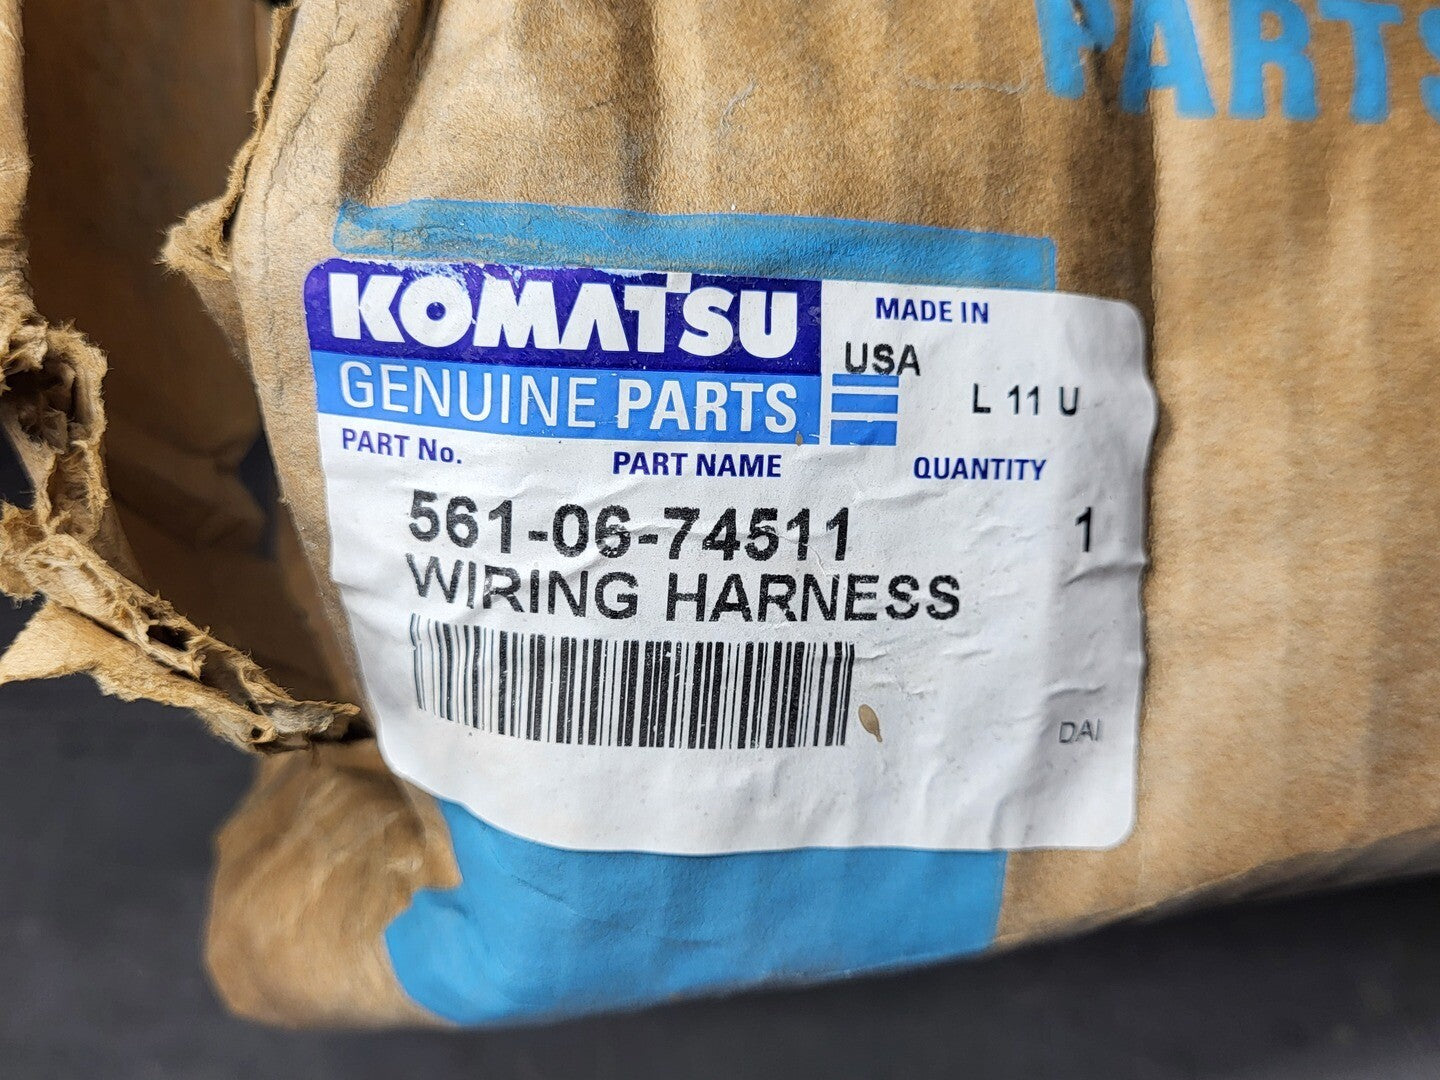 PARTS
KOMATSU
GENUINE PARTS
MADE IN
USA
L 11 U
PART No.
PART NAME
QUANTITY
561-06-74511
1
WIRING HARNESS
DAI